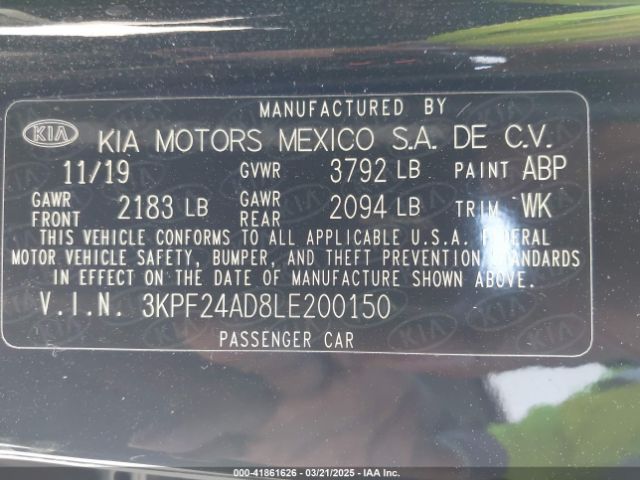 MANUFACTURED BY
KIA KIA MOTORS MEXICO S.A. DE C.V.
11/19 GVWR 3792 LB PAINT ABP
GAWR FRONT 2183 LB GAWR REAR 2094 LB TRIM WK
THIS VEHICLE CONFORMS TO ALL APPLICABLE U.S.A. FEDERAL
MOTOR VEHICLE SAFETY, BUMPER, AND THEFT PREVENTION STANDARDS
IN EFFECT ON THE DATE OF MANUFACTURE SHOWN ABOVE.
V.I.N. 3KPF24AD8LE200150
PASSENGER CAR
000-41861626 - 03/21/2025 - IAA Inc.